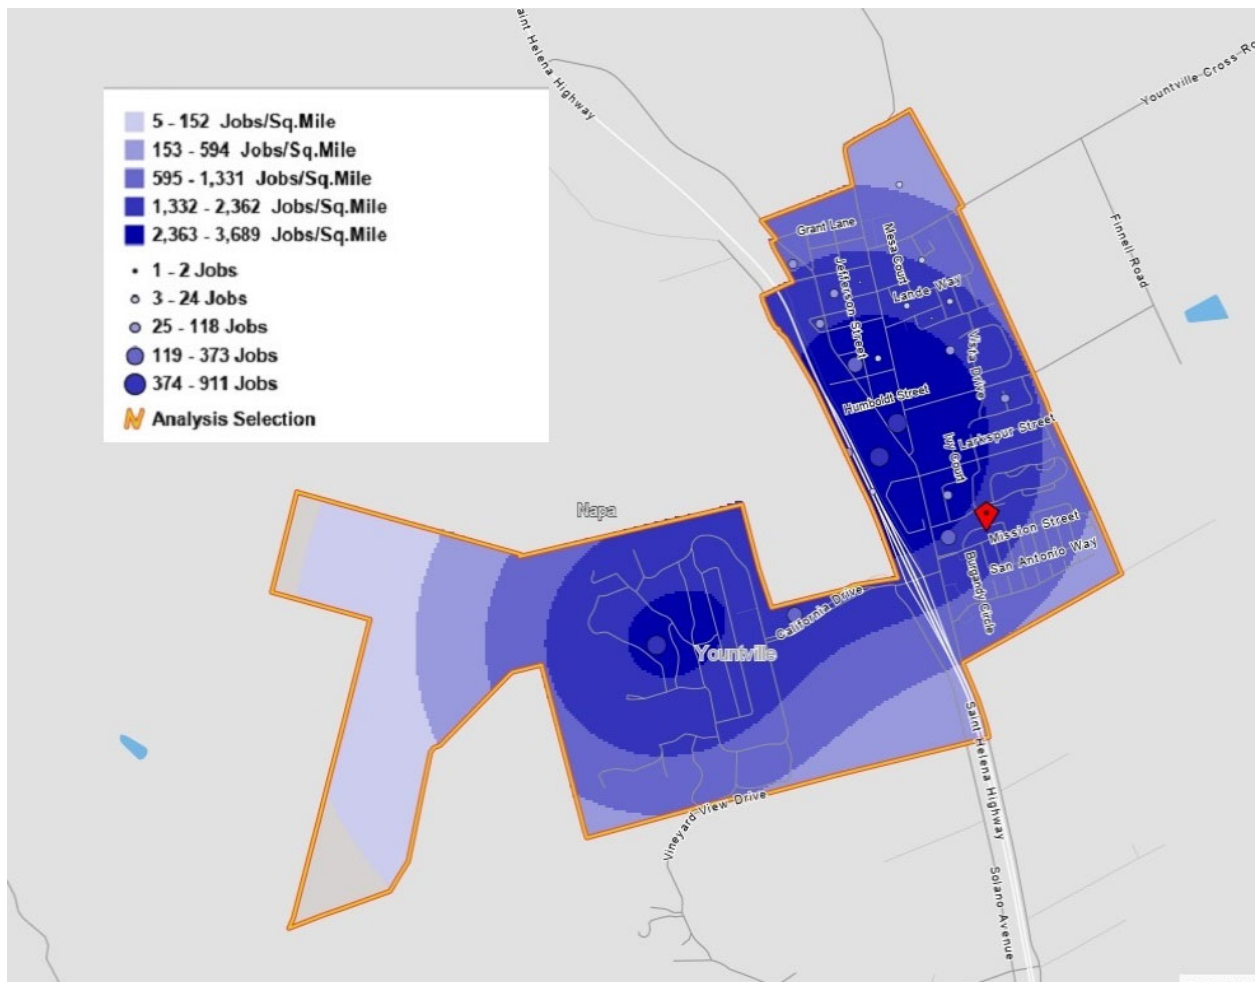 Saint Helena Highway
Yountville Cross Ro
5 - 152 Jobs/Sq.Mile
153 - 594 Jobs/Sq.Mile
595 - 1,331 Jobs/Sq.Mile
1,332 - 2,362 Jobs/Sq.Mile
2,363 - 3,689 Jobs/Sq.Mile
1 - 2 Jobs
3 - 24 Jobs
25 - 118 Jobs
119 - 373 Jobs
374 - 911 Jobs
Analysis Selection
Grant Lane
Mesa Court
Finnell Road
Jefferson Street
Lande Way
Vista Drive
Humboldt Street
Larkspur Street
Ivy Court
Napa
Mission Street
San Antonio Way
Burgandy Circle
California Drive
Yountville
Saint Helena Highway
Vineyard View Drive
Solano Avenue